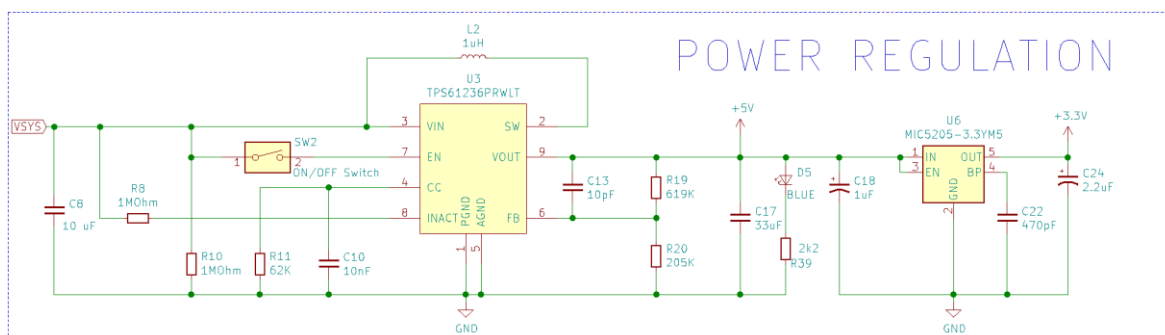 POWER REGULATION
L2
1uH
U3
TPS61236PRWLT
VSYS
3 VIN SW 2
7 EN VOUT 9
4 CC
8 INACT FB 6
PGND AGND
1 5
1 2
SW2
ON/OFF Switch
R8
1MOhm
C8
10 uF
R10
1MOhm
R11
62K
C10
10nF
GND
C13
10pF
R19
619K
R20
205K
+5V
C17
33uF
D5
BLUE
2k2
R39
C18
1uF
U6
MIC5205-3.3YM5
1 IN OUT 5
3 EN BP 4
GND
2
C22
470pF
+3.3V
C24
2.2uF
GND